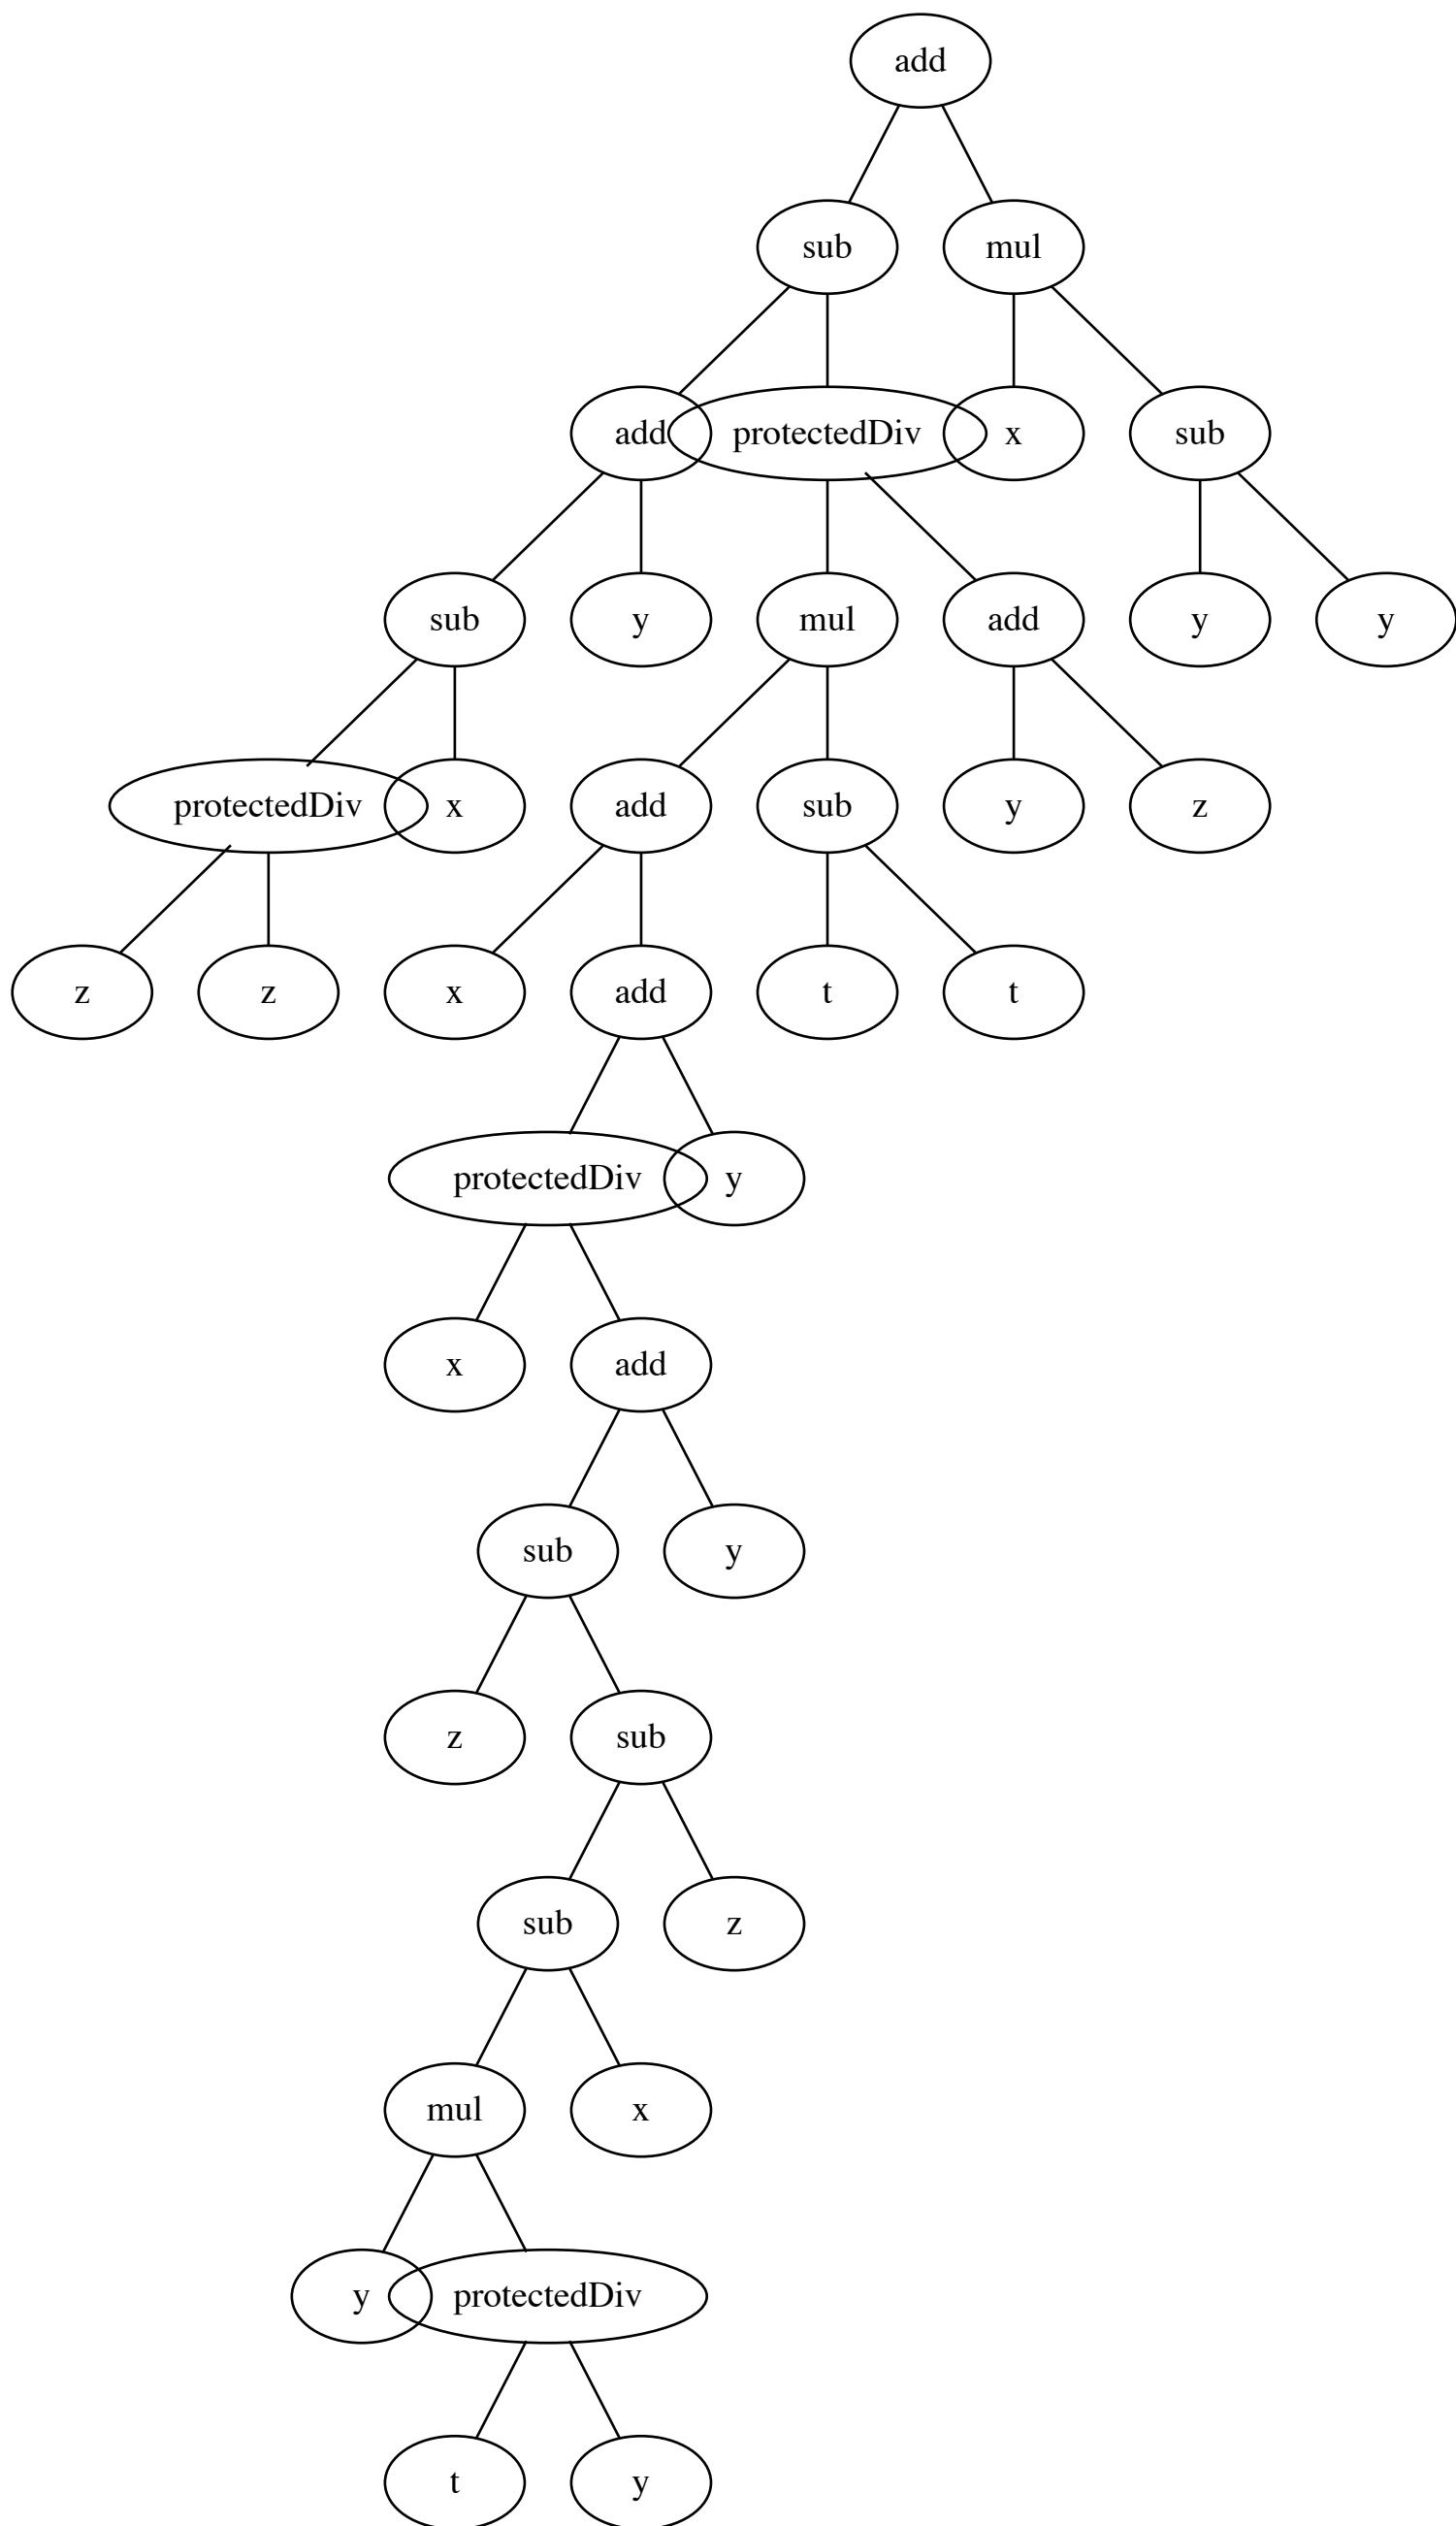 add
sub mul
add protectedDiv x sub
sub y mul add y y
protectedDiv x add sub y z
z z x add t t
protectedDiv y
x add
sub y
z sub
sub z
mul x
y protectedDiv
t y